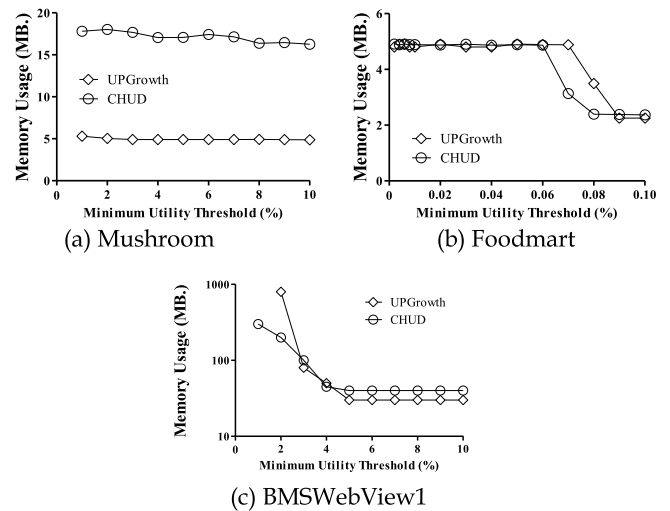 Memory Usage (MB.)
20
15
10
5
0
UPGrowth
CHUD
0 2 4 6 8 10
Minimum Utility Threshold (%)
(a) Mushroom
Memory Usage (MB.)
6
4
2
0
UPGrowth
CHUD
0 0.02 0.04 0.06 0.08 0.10
Minimum Utility Threshold (%)
(b) Foodmart
Memory Usage (MB.)
1000
100
10
UPGrowth
CHUD
0 2 4 6 8 10
Minimum Utility Threshold (%)
(c) BMSWebView1